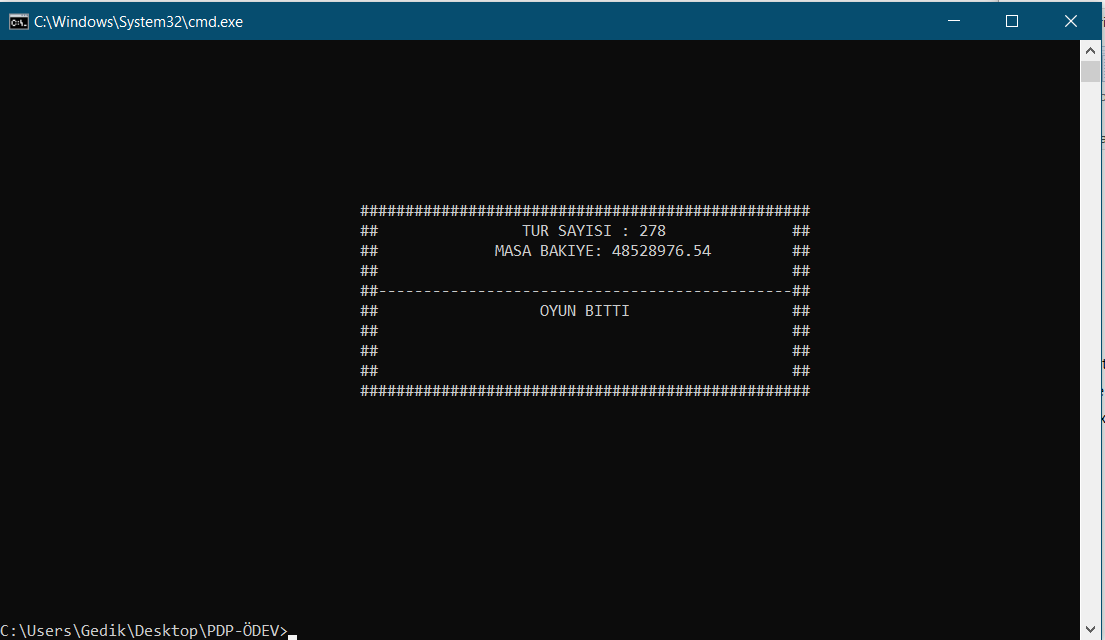 C:\Windows\System32\cmd.exe
##################################################
## TUR SAYISI : 278 ##
## MASA BAKIYE: 48528976.54 ##
## ##
##----------------------------------------------##
## OYUN BITTI ##
## ##
## ##
## ##
##################################################
C:\Users\Gedik\Desktop\PDP-ÖDEV>